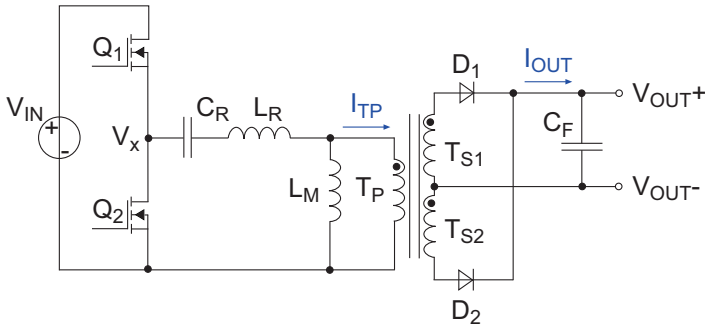 Q1
VIN
+
-
Vx
Q2
CR
LR
ITP
LM
TP
D1
IOUT
TS1
TS2
D2
CF
VOUT+
VOUT-